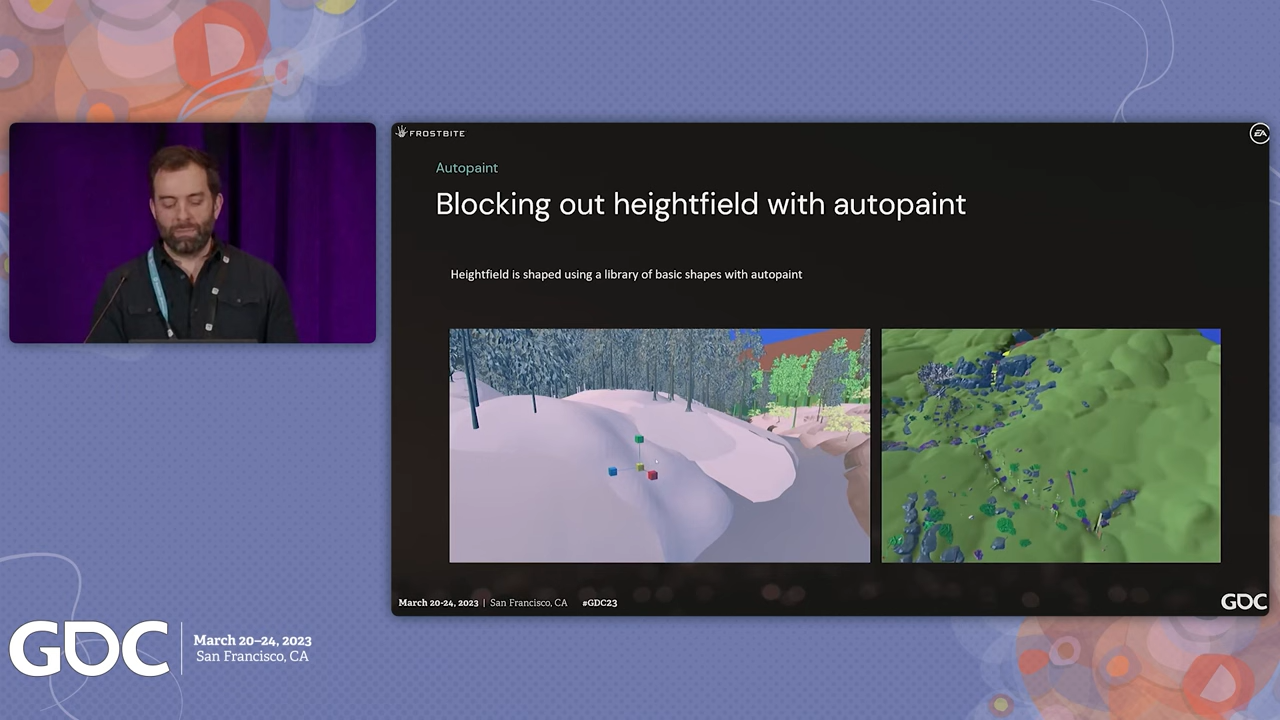 FROSTBITE
EA
Autopaint
Blocking out heightfield with autopaint
Heightfield is shaped using a library of basic shapes with autopaint
March 20-24, 2023 | San Francisco, CA #GDC23
GDC
GDC
March 20–24, 2023
San Francisco, CA